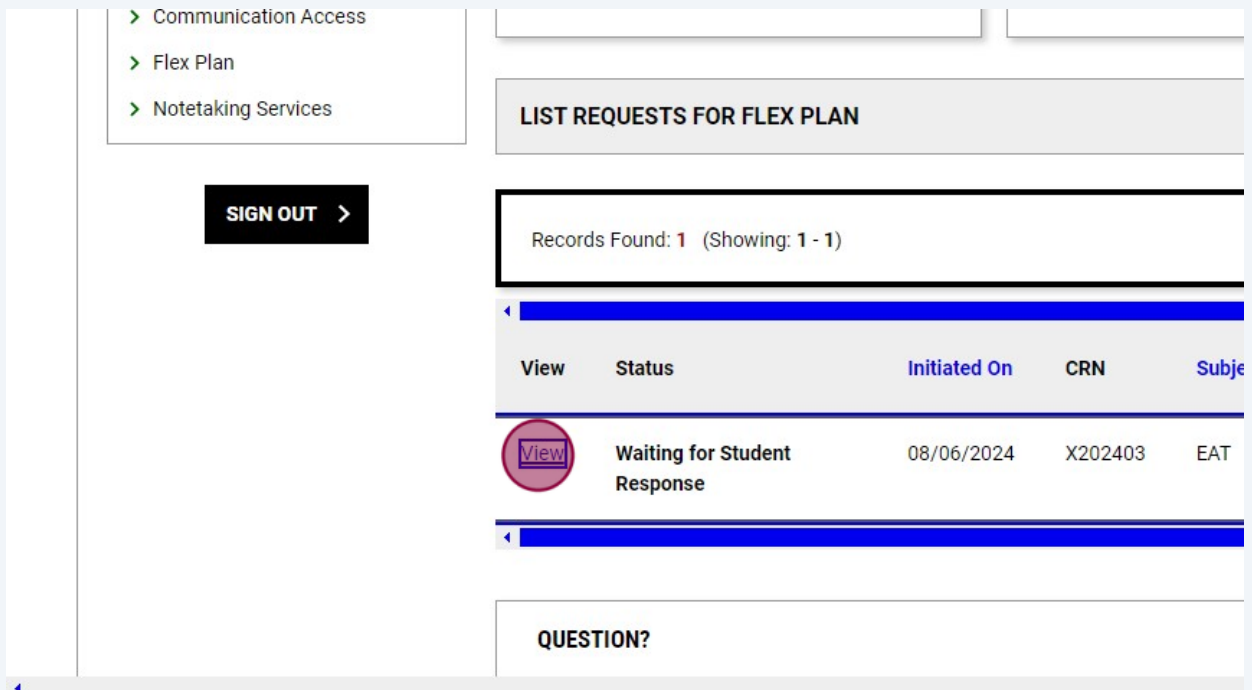 Communication Access
Flex Plan
Notetaking Services
SIGN OUT
LIST REQUESTS FOR FLEX PLAN
Records Found: 1 (Showing: 1 - 1)
View Status Initiated On CRN Subje
View Waiting for Student Response 08/06/2024 X202403 EAT
QUESTION?